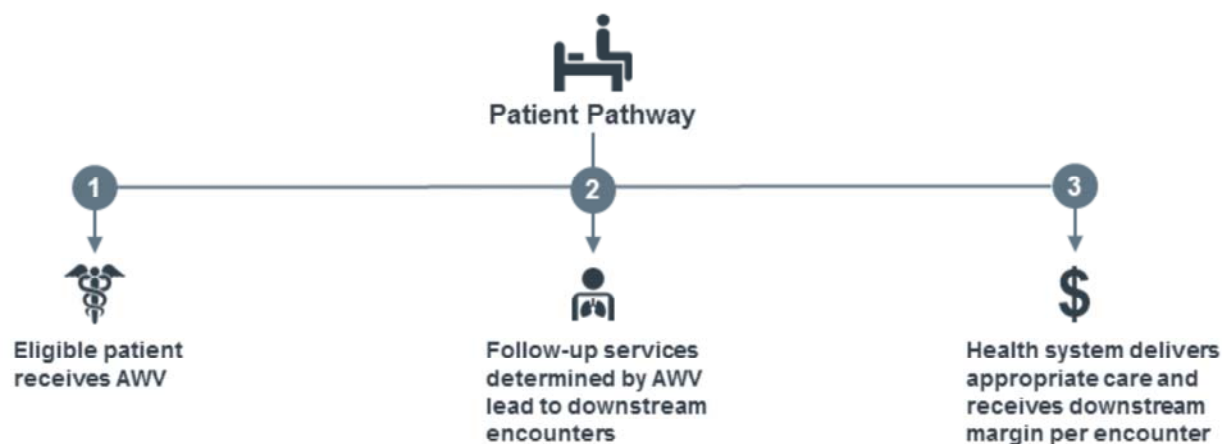 Patient Pathway
1
2
3
Eligible patient
receives AWV
Follow-up services
determined by AWV
lead to downstream
encounters
$
Health system delivers
appropriate care and
receives downstream
margin per encounter